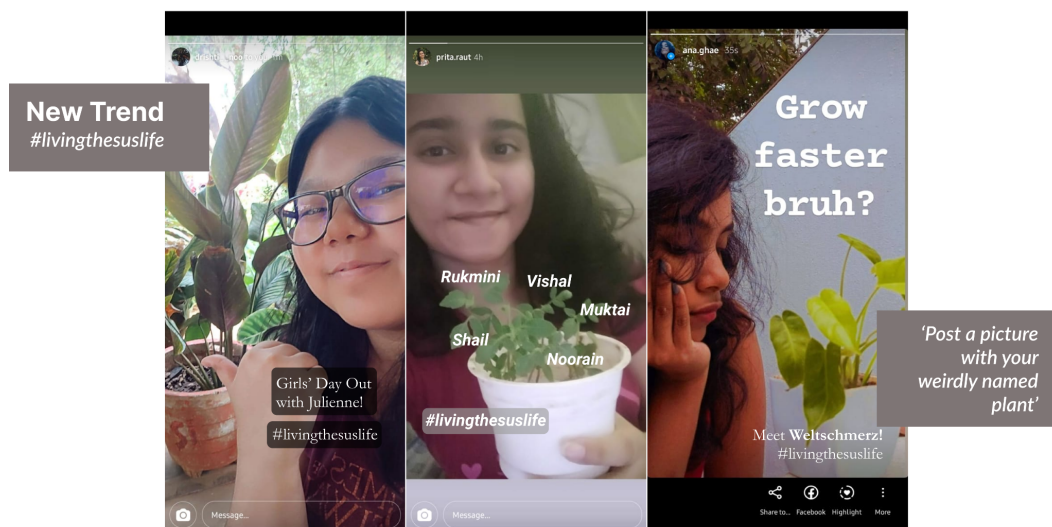 New Trend
#livingthesuslife
Girls' Day Out
with Julienne!
#livingthesuslife
Message...
prita.raut 4h
Rukmini
Vishal
Muktai
Shail
Noorain
#livingthesuslife
Message...
ana.ghae 35s
Grow
faster
bruh?
Meet Weltschmerz!
#livingthesuslife
Share to...
Facebook
Highlight
More
'Post a picture
with your
weirdly named
plant'